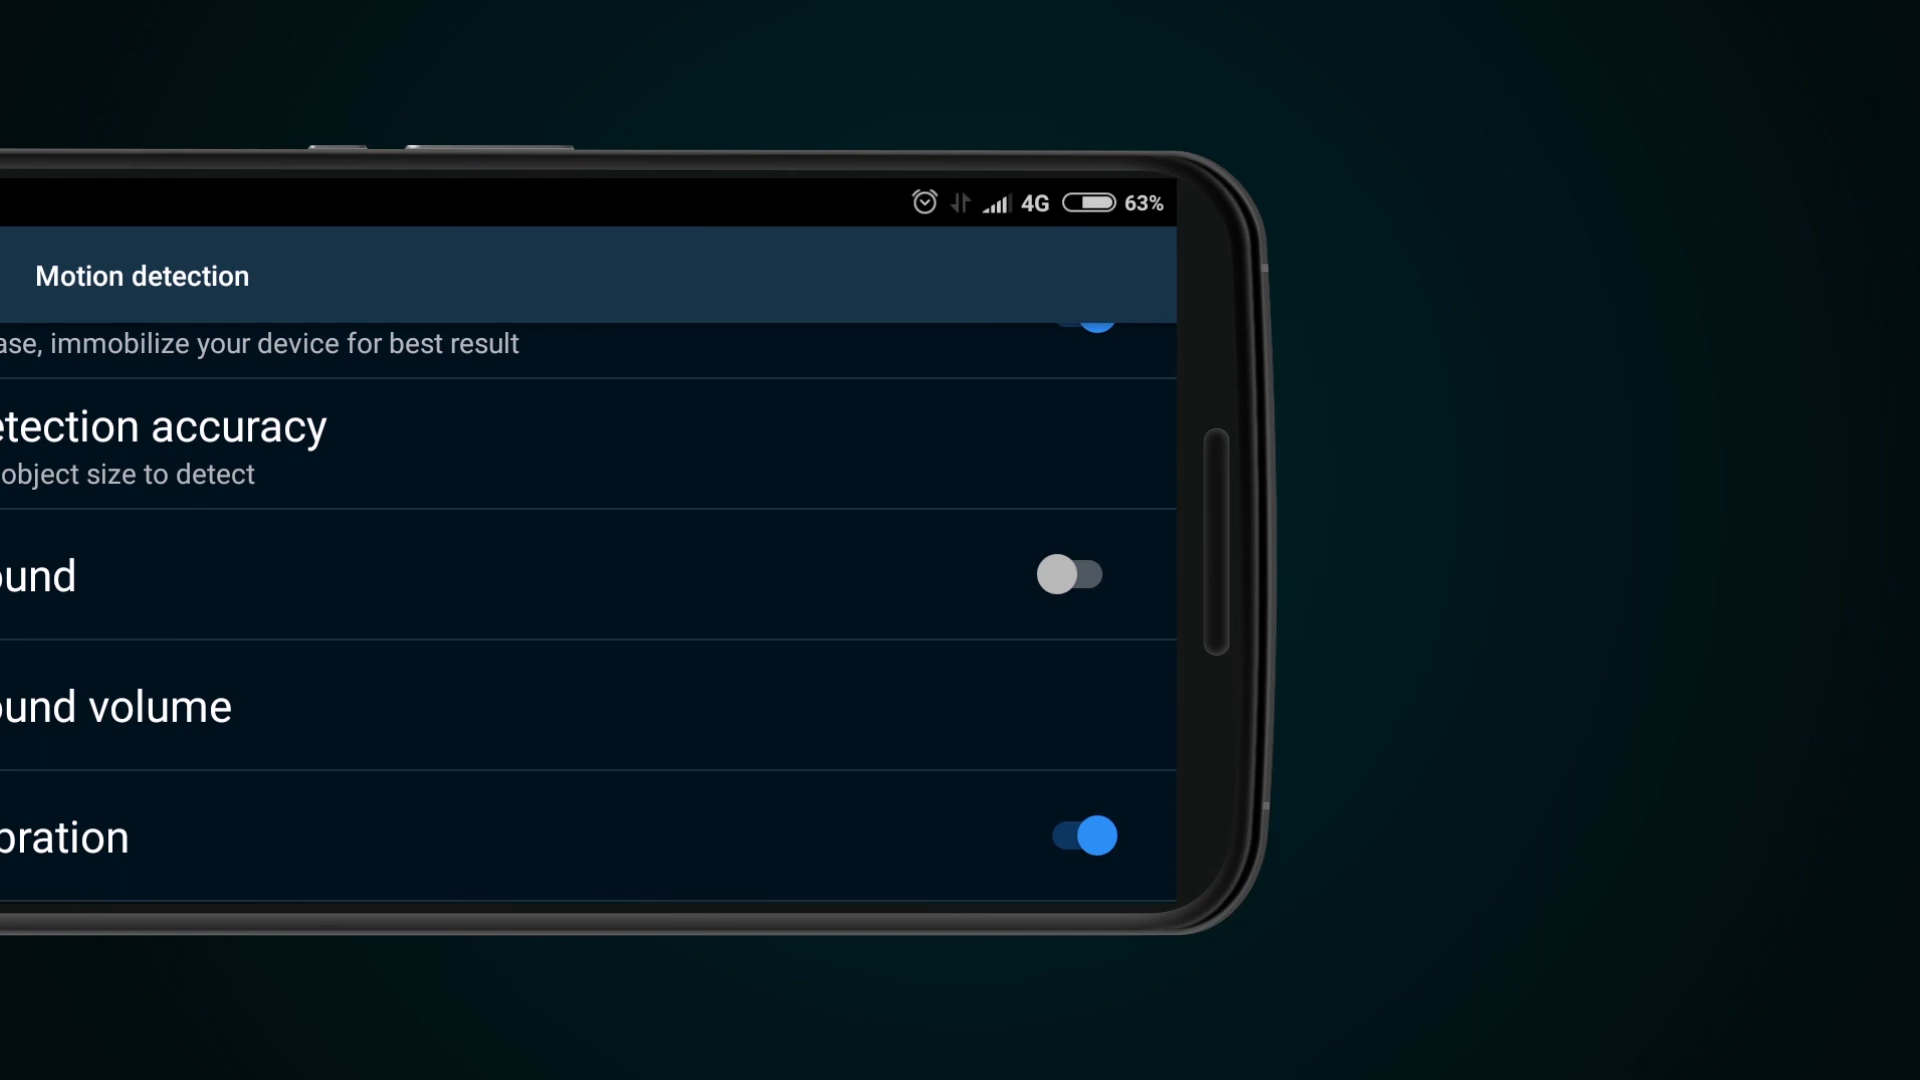 4G 63%
Motion detection
ase, immobilize your device for best result
etection accuracy
object size to detect
ound
ound volume
bration